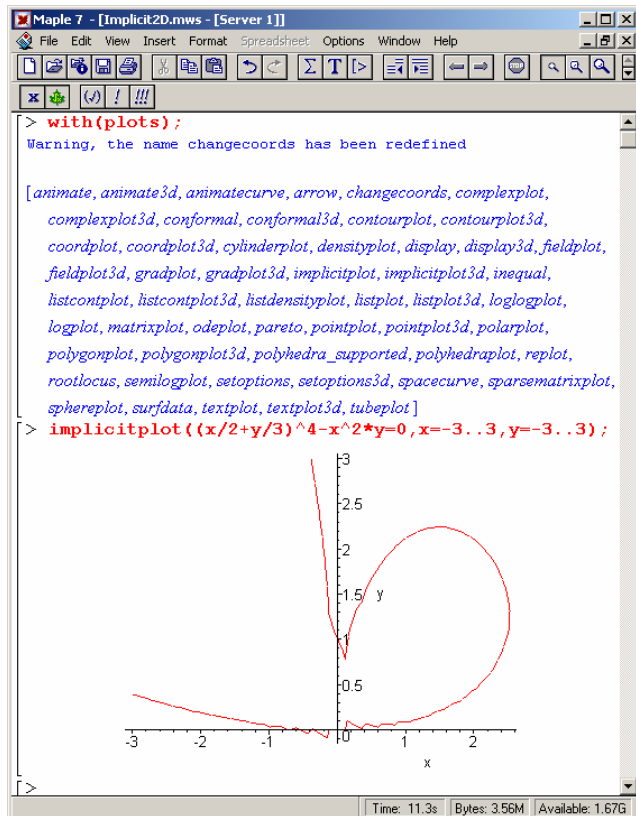 Maple 7 - [Implicit2D.mws - [Server 1]]
File Edit View Insert Format Spreadsheet Options Window Help
Σ T [>
x (√) ! !!!
> with(plots);
Warning, the name changecoords has been redefined
[animate, animate3d, animatecurve, arrow, changecoords, complexplot,
complexplot3d, conformal, conformal3d, contourplot, contourplot3d,
coordplot, coordplot3d, cylinderplot, densityplot, display, display3d, fieldplot,
fieldplot3d, gradplot, gradplot3d, implicitplot, implicitplot3d, inequal,
listcontplot, listcontplot3d, listdensityplot, listplot, listplot3d, loglogplot,
logplot, matrixplot, odeplot, pareto, pointplot, pointplot3d, polarplot,
polygonplot, polygonplot3d, polyhedra_supported, polyhedraplot, replot,
rootlocus, semilogplot, setoptions, setoptions3d, spacecurve, sparsematrixplot,
sphereplot, surfdata, textplot, textplot3d, tubeplot]
> implicitplot((x/2+y/3)^4-x^2*y=0,x=-3..3,y=-3..3);
3
2.5
2
1.5 y
1
0.5
-3 -2 -1 0 1 2
x
>
Time: 11.3s Bytes: 3.56M Available: 1.67G